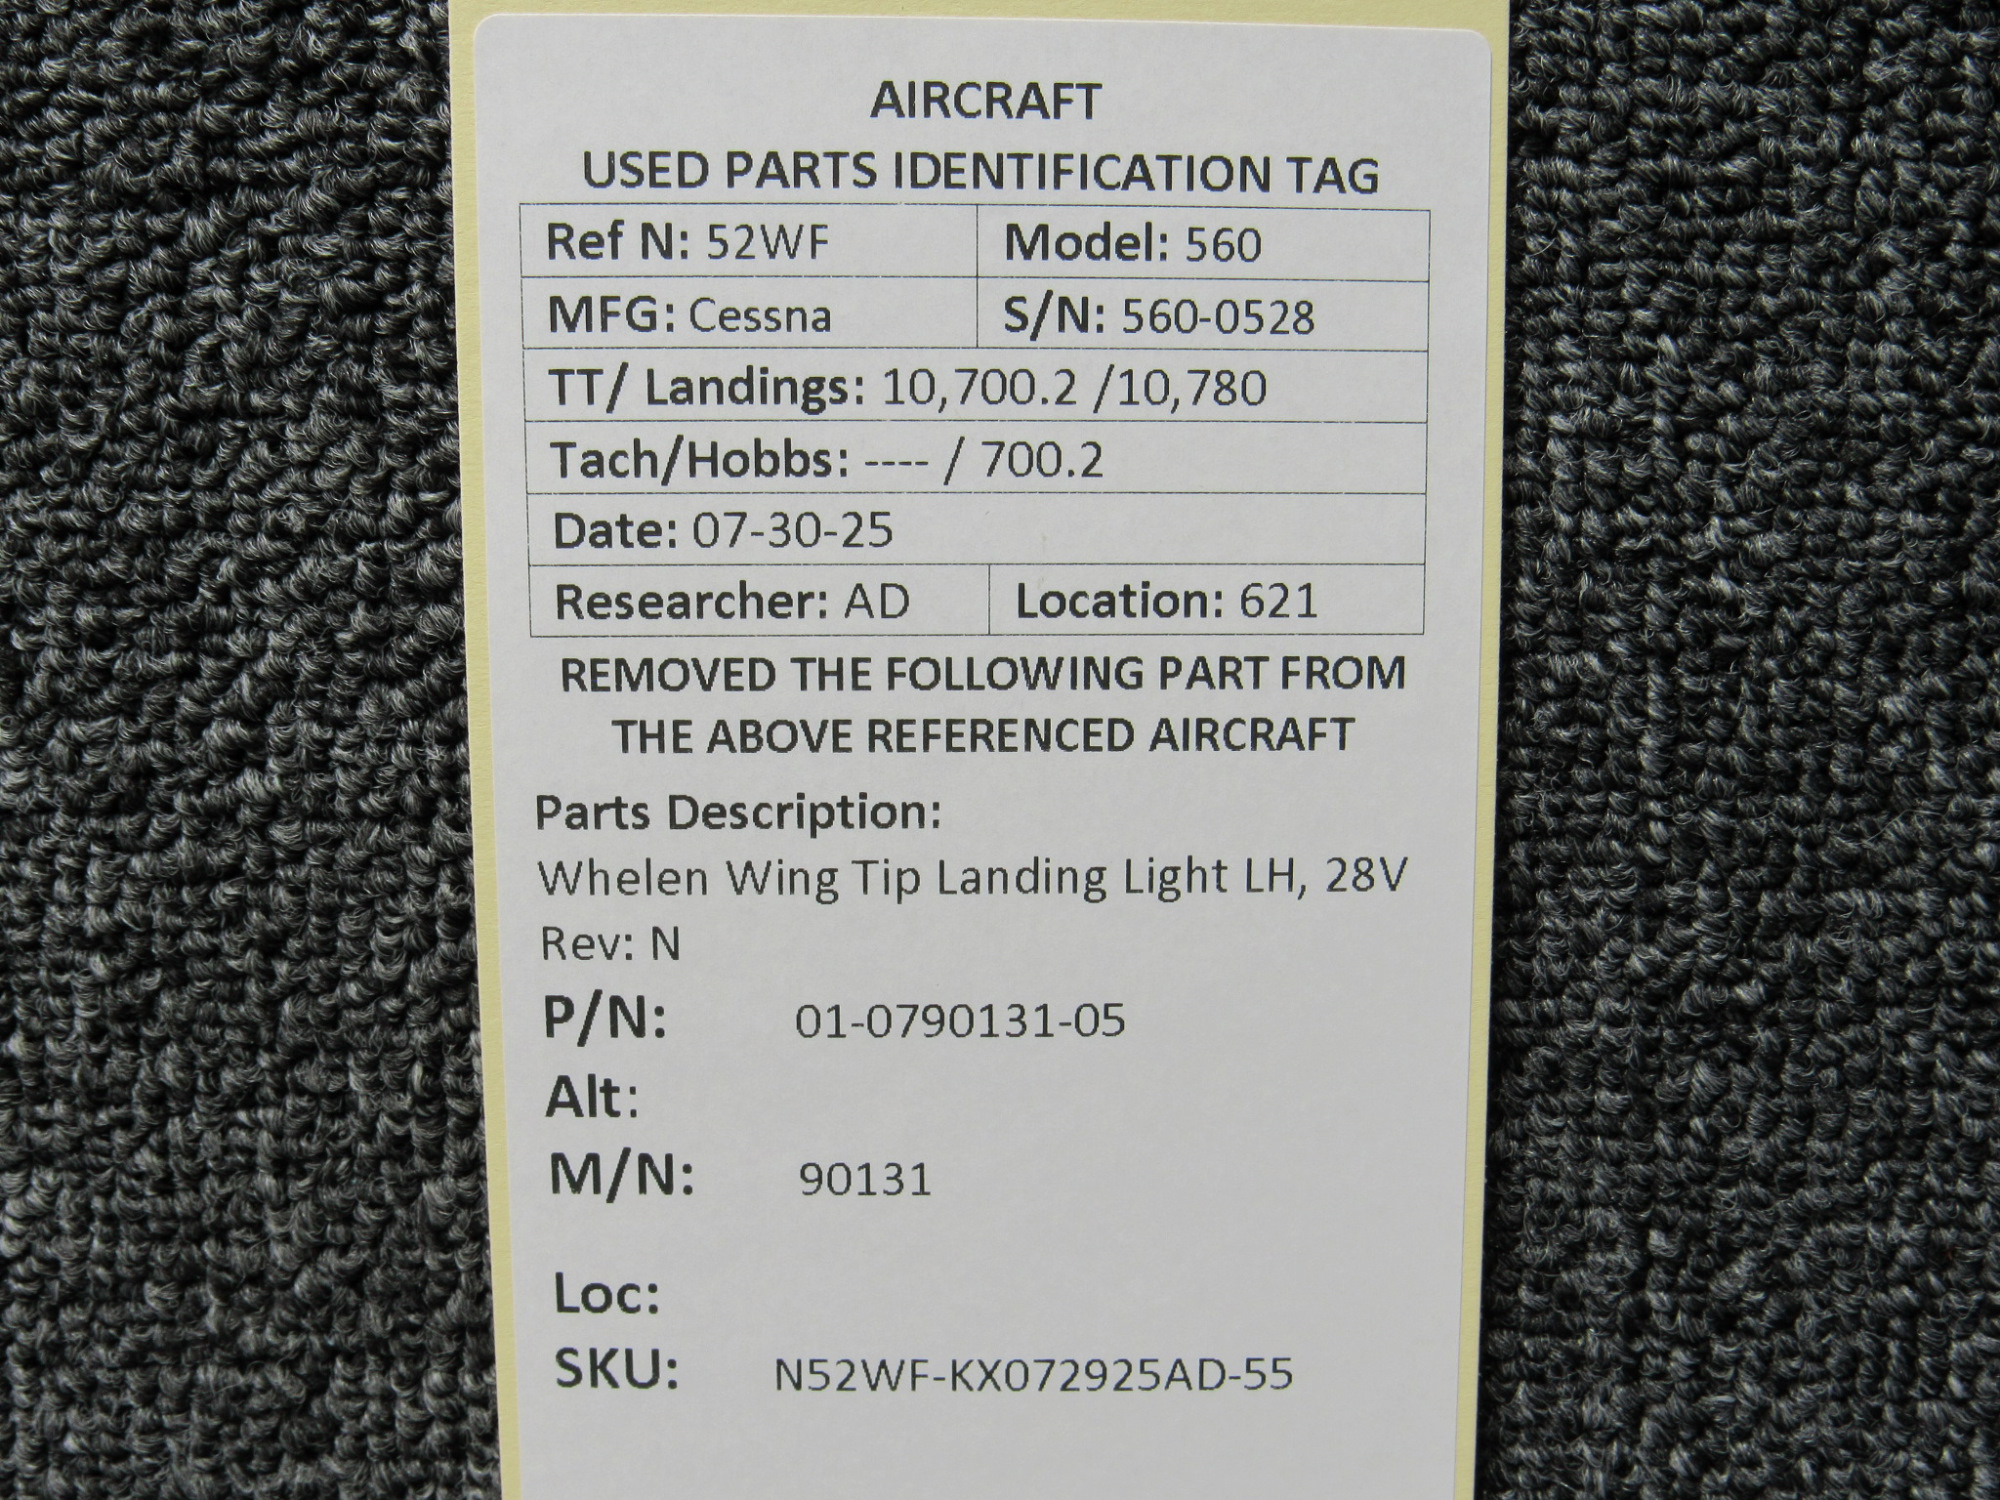 AIRCRAFT
USED PARTS IDENTIFICATION TAG
Ref N: 52WF Model: 560
MFG: Cessna S/N: 560-0528
TT/ Landings: 10,700.2 /10,780
Tach/Hobbs: ---- / 700.2
Date: 07-30-25
Researcher: AD Location: 621
REMOVED THE FOLLOWING PART FROM
THE ABOVE REFERENCED AIRCRAFT
Parts Description:
Whelen Wing Tip Landing Light LH, 28V
Rev: N
P/N: 01-0790131-05
Alt:
M/N: 90131
Loc:
SKU: N52WF-KX072925AD-55